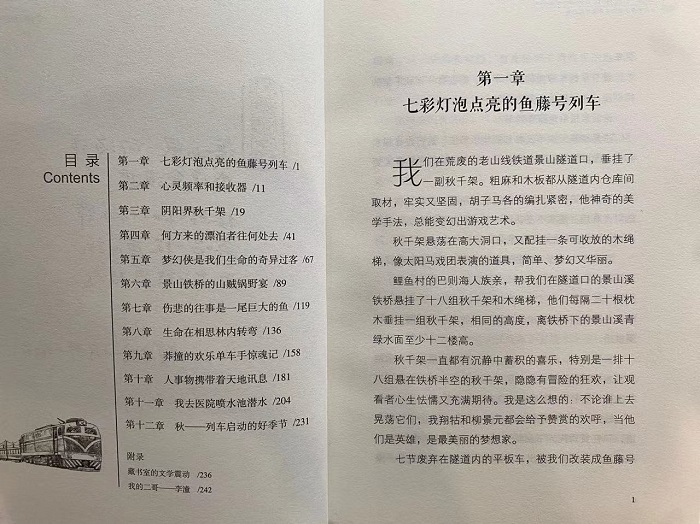 目录
Contents
第一章 七彩灯泡点亮的鱼藤号列车 /1
第二章 心灵频率和接收器 /11
第三章 阴阳界秋千架 /19
第四章 何方来的漂泊者往何处去 /41
第五章 梦幻侠是我们生命的奇异过客 /67
第六章 景山铁桥的山贼锅野宴 /89
第七章 伤悲的往事是一尾巨大的鱼 /119
第八章 生命在相思林内转弯 /136
第九章 莽撞的欢乐单车手惊魂记 /158
第十章 人事物携带着天地讯息 /181
第十一章 我去医院喷水池潜水 /204
第十二章 秋——列车启动的好季节 /231
附录
藏书室的文学震动 /236
我的二哥——李潼 /242
第一章
七彩灯泡点亮的鱼藤号列车
我们在荒废的老山线铁道景山隧道口，垂挂了
一副秋千架。粗麻和木板都从隧道内仓库间
取材，牢实又坚固，胡子马各的编扎紧密，他神奇的美
学手法，总能变幻出游戏艺术。
秋千架悬荡在高大洞口，又配挂一条可收放的木绳
梯，像太阳马戏团表演的道具，简单、梦幻又华丽。
鲤鱼村的巴则海人族亲，帮我们在隧道口的景山溪
铁桥悬挂了十八组秋千架和木绳梯，他们每隔二十根枕
木垂挂一组秋千架，相同的高度，离铁桥下的景山溪青
绿水面至少十二楼高。
秋千架一直都有沉静中蓄积的喜乐，特别是一排十
八组悬在铁桥半空的秋千架，隐隐有冒险的狂欢，让观
看者心生怯懦又充满期待。我是这么想的：不论谁上去
晃荡它们，我翔牯和柳景元都会给予赞赏的欢呼，当他
们是英雄，是最美丽的梦想家。
七节废弃在隧道内的平板车，被我们改装成鱼藤号
1